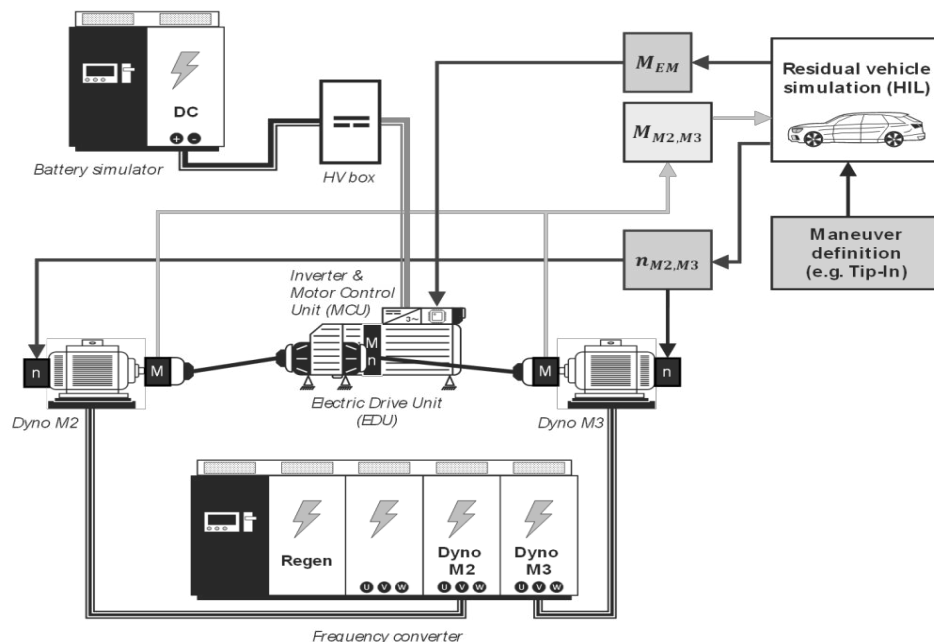 DC
+ -
Battery simulator
HV box
M_EM
M_M2,M3
n_M2,M3
Residual vehicle
simulation (HIL)
Maneuver
definition
(e.g. Tip-In)
Inverter &
Motor Control
Unit (MCU)
3~
M
n
Electric Drive Unit
(EDU)
n
M
Dyno M2
M
n
Dyno M3
Regen
U V W
Dyno
M2
U V W
Dyno
M3
U V W
Frequency converter